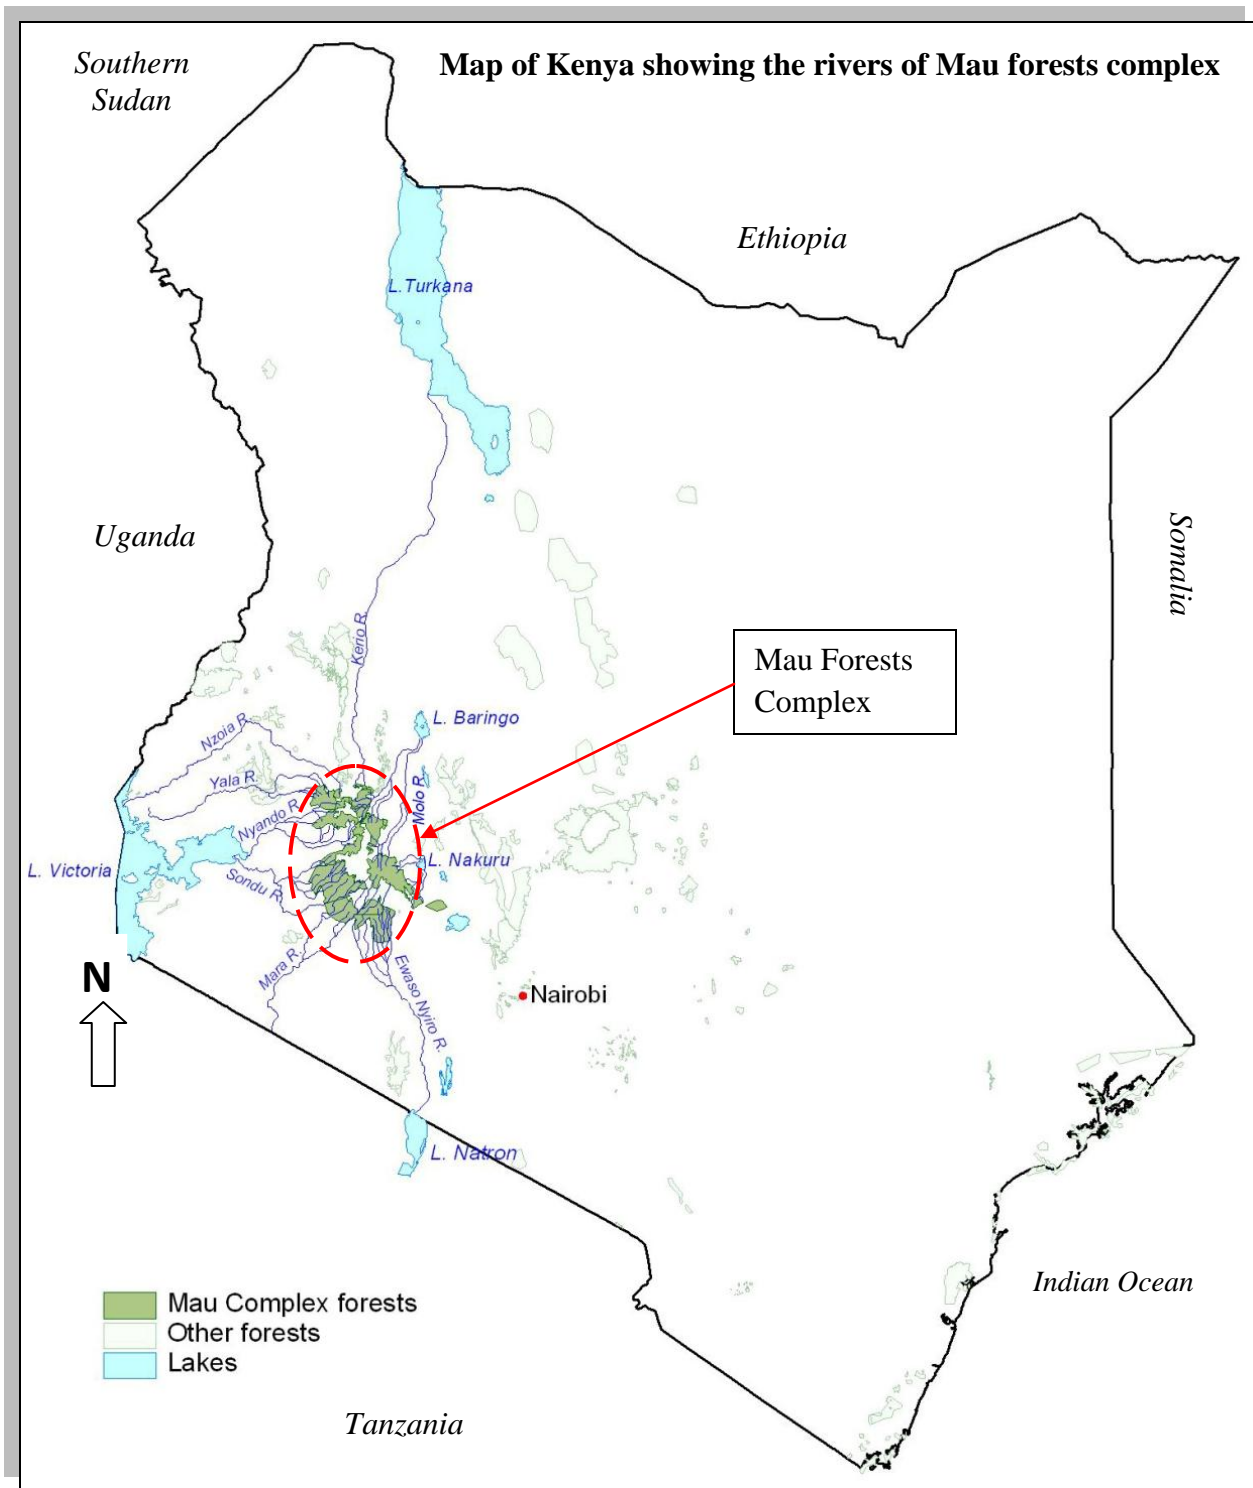 Map of Kenya showing the rivers of Mau forests complex
Southern
Sudan
Ethiopia
L.Turkana
Uganda
Somalia
Kerio R.
Mau Forests
Complex
L. Baringo
Nzoia R.
Yala R.
Molo R.
Nyando R.
L. Nakuru
L. Victoria
Sondu R.
Mara R.
Ewaso Nyiro R.
N
Nairobi
L. Natron
Indian Ocean
Mau Complex forests
Other forests
Lakes
Tanzania